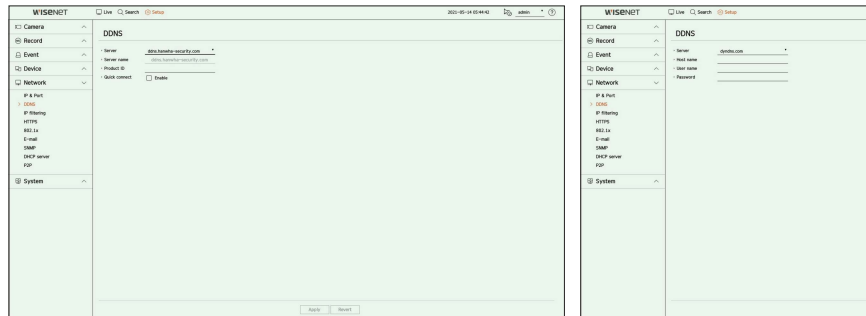 WISENET Live Search Setup 2021-05-14 05:44:42 admin ?
Camera
Record
Event
Device
Network
IP & Port
DDNS
IP filtering
HTTPS
802.1x
E-mail
SNMP
DHCP server
P2P
System
DDNS
Server ddns.hanwha-security.com
Server name ddns.hanwha-security.com
Product ID
Quick connect Enable
Apply Revert
WISENET Live Search Setup
Camera
Record
Event
Device
Network
IP & Port
DDNS
IP filtering
HTTPS
802.1x
E-mail
SNMP
DHCP server
P2P
System
DDNS
Server dyndns.com
Host name
User name
Password